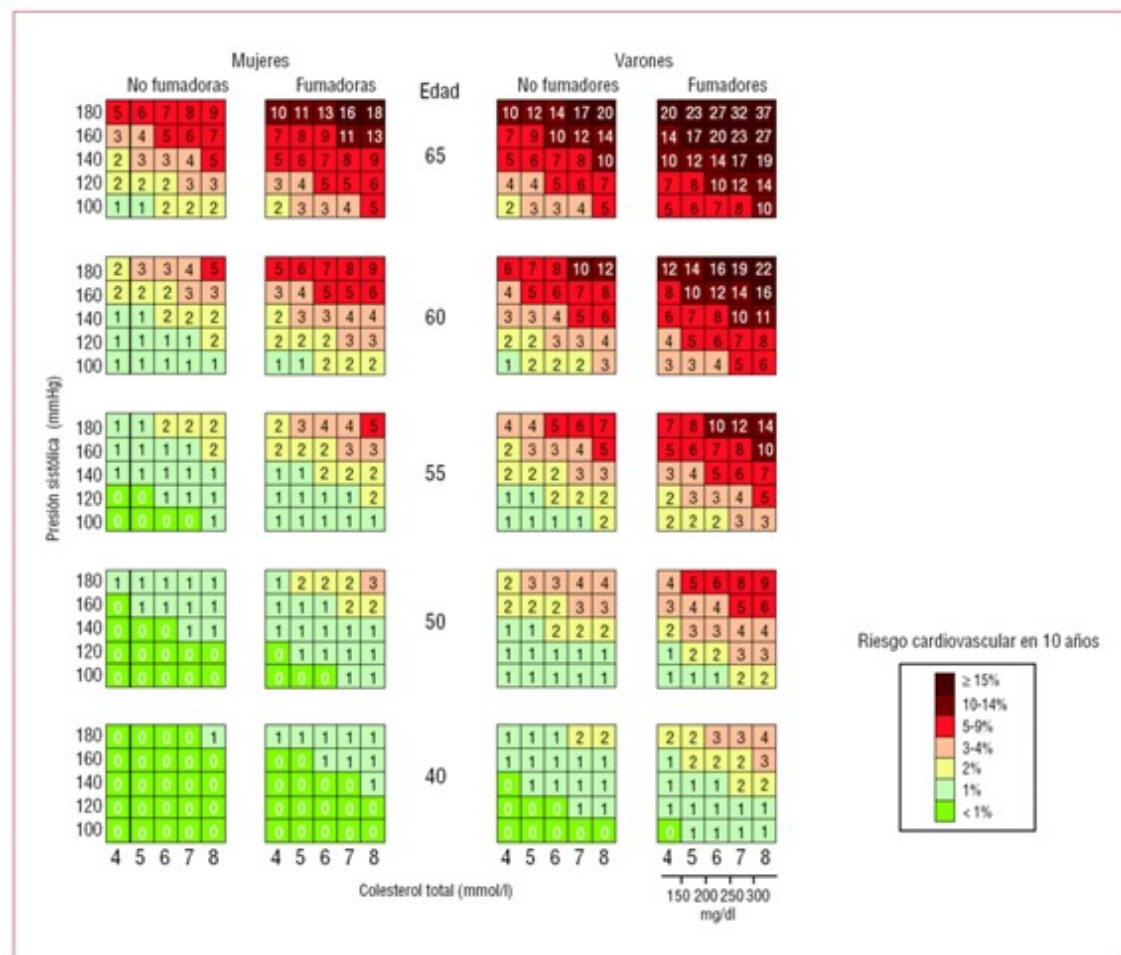 Mujeres Varones
No fumadoras Fumadoras Edad No fumadores Fumadores
180 5 6 7 8 9 10 11 13 16 18 10 12 14 17 20 20 23 27 32 37
160 3 4 5 6 7 7 8 9 11 13 7 9 10 12 14 14 17 20 23 27
140 2 3 3 4 5 5 6 7 8 9 65 5 6 7 8 10 10 12 14 17 19
120 2 2 2 3 3 3 4 5 5 6 4 4 5 6 7 7 8 10 12 14
100 1 1 2 2 2 2 3 3 4 5 2 3 3 4 5 5 6 7 8 10
180 2 3 3 4 5 5 6 7 8 9 6 7 8 10 12 12 14 16 19 22
160 2 2 2 3 3 3 4 5 5 6 4 5 6 7 8 8 10 12 14 16
140 1 1 2 2 2 2 3 3 4 4 60 3 3 4 5 6 6 7 8 10 11
120 1 1 1 1 2 2 2 2 3 3 2 2 3 3 4 4 5 6 7 8
100 1 1 1 1 1 1 1 2 2 2 1 2 2 2 3 3 3 4 5 6
Presión sistólica (mmHg)
180 1 1 2 2 2 2 3 4 4 5 4 4 5 6 7 7 8 10 12 14
160 1 1 1 1 2 2 2 2 3 3 2 3 3 4 5 5 6 7 8 10
140 1 1 1 1 1 1 1 2 2 2 55 2 2 2 3 3 3 4 5 6 7
120 0 0 1 1 1 1 1 1 1 2 1 1 2 2 2 2 3 3 4 5
100 0 0 0 0 1 1 1 1 1 1 1 1 1 1 2 2 2 2 3 3
180 1 1 1 1 1 1 2 2 2 3 2 3 3 4 4 4 5 6 8 9
160 0 1 1 1 1 1 1 1 2 2 2 2 2 3 3 3 4 4 5 6
140 0 0 0 1 1 1 1 1 1 1 50 1 1 2 2 2 2 3 3 4 4
120 0 0 0 0 0 0 1 1 1 1 1 1 1 1 1 1 2 2 3 3
100 0 0 0 0 0 0 0 0 1 1 1 1 1 1 1 1 1 1 2 2
180 0 0 0 0 1 1 1 1 1 1 1 1 1 2 2 2 2 3 3 4
160 0 0 0 0 0 0 0 1 1 1 1 1 1 1 1 1 2 2 2 3
140 0 0 0 0 0 0 0 0 0 1 40 0 1 1 1 1 1 1 1 2 2
120 0 0 0 0 0 0 0 0 0 0 0 0 0 1 1 1 1 1 1 1
100 0 0 0 0 0 0 0 0 0 0 0 0 0 0 0 0 1 1 1 1
4 5 6 7 8 4 5 6 7 8 4 5 6 7 8 4 5 6 7 8
Colesterol total (mmol/l)
150 200 250 300
mg/dl
Riesgo cardiovascular en 10 años
≥ 15%
10-14%
5-9%
3-4%
2%
1%
< 1%